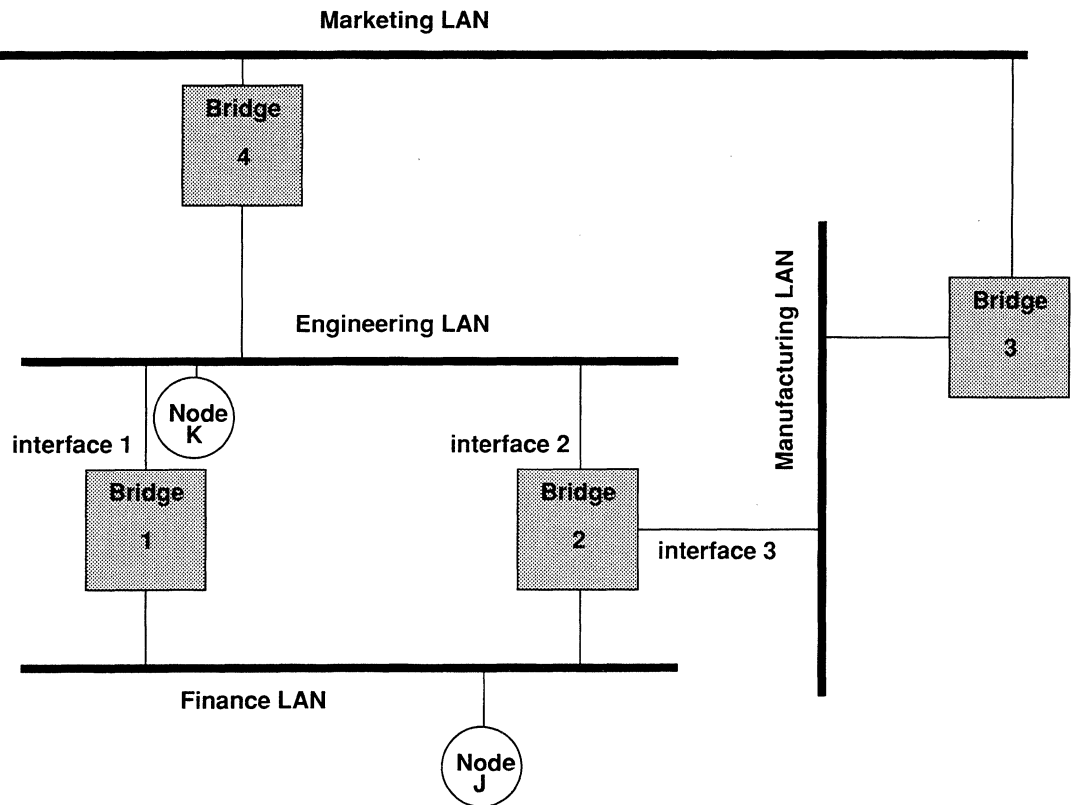 Marketing LAN
Bridge
4
Manufacturing LAN
Bridge
3
Engineering LAN
Node
K
interface 1
interface 2
Bridge
1
Bridge
2
interface 3
Finance LAN
Node
J